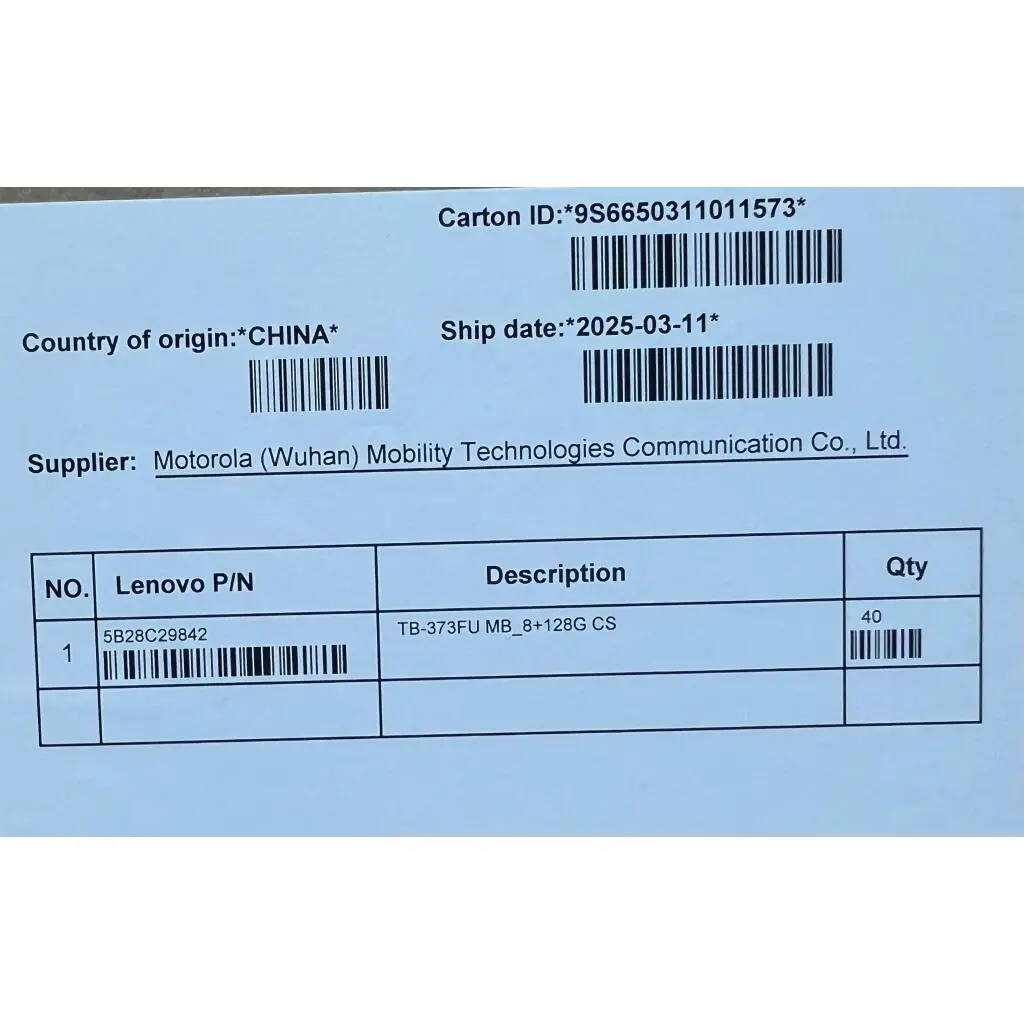 Carton ID:*9S6650311011573*
Country of origin:*CHINA*
Ship date:*2025-03-11*
Supplier: Motorola (Wuhan) Mobility Technologies Communication Co., Ltd.
NO. Lenovo P/N Description Qty
1 5B28C29842 TB-373FU MB_8+128G CS 40